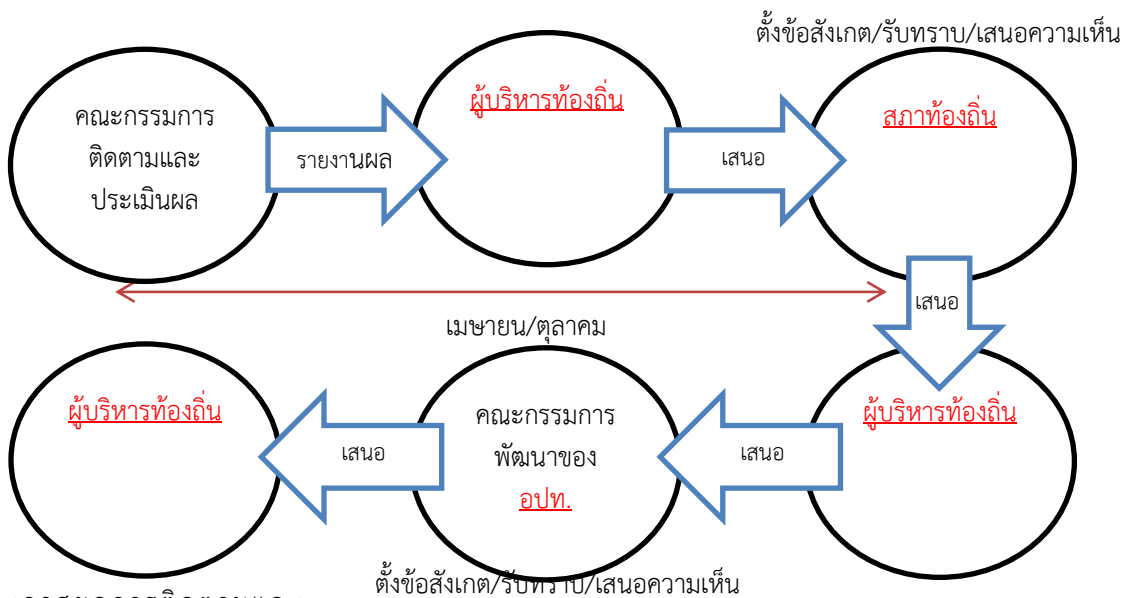 ตั้งข้อสังเกต/รับทราบ/เสนอความเห็น
คณะกรรมการ
ติดตามและ
ประเมินผล
รายงานผล
ผู้บริหารท้องถิ่น
เสนอ
สภาท้องถิ่น
เสนอ
เมษายน/ตุลาคม
ผู้บริหารท้องถิ่น
เสนอ
คณะกรรมการ
พัฒนาของ
อปท.
เสนอ
ผู้บริหารท้องถิ่น
ตั้งข้อสังเกต/รับทราบ/เสนอความเห็น